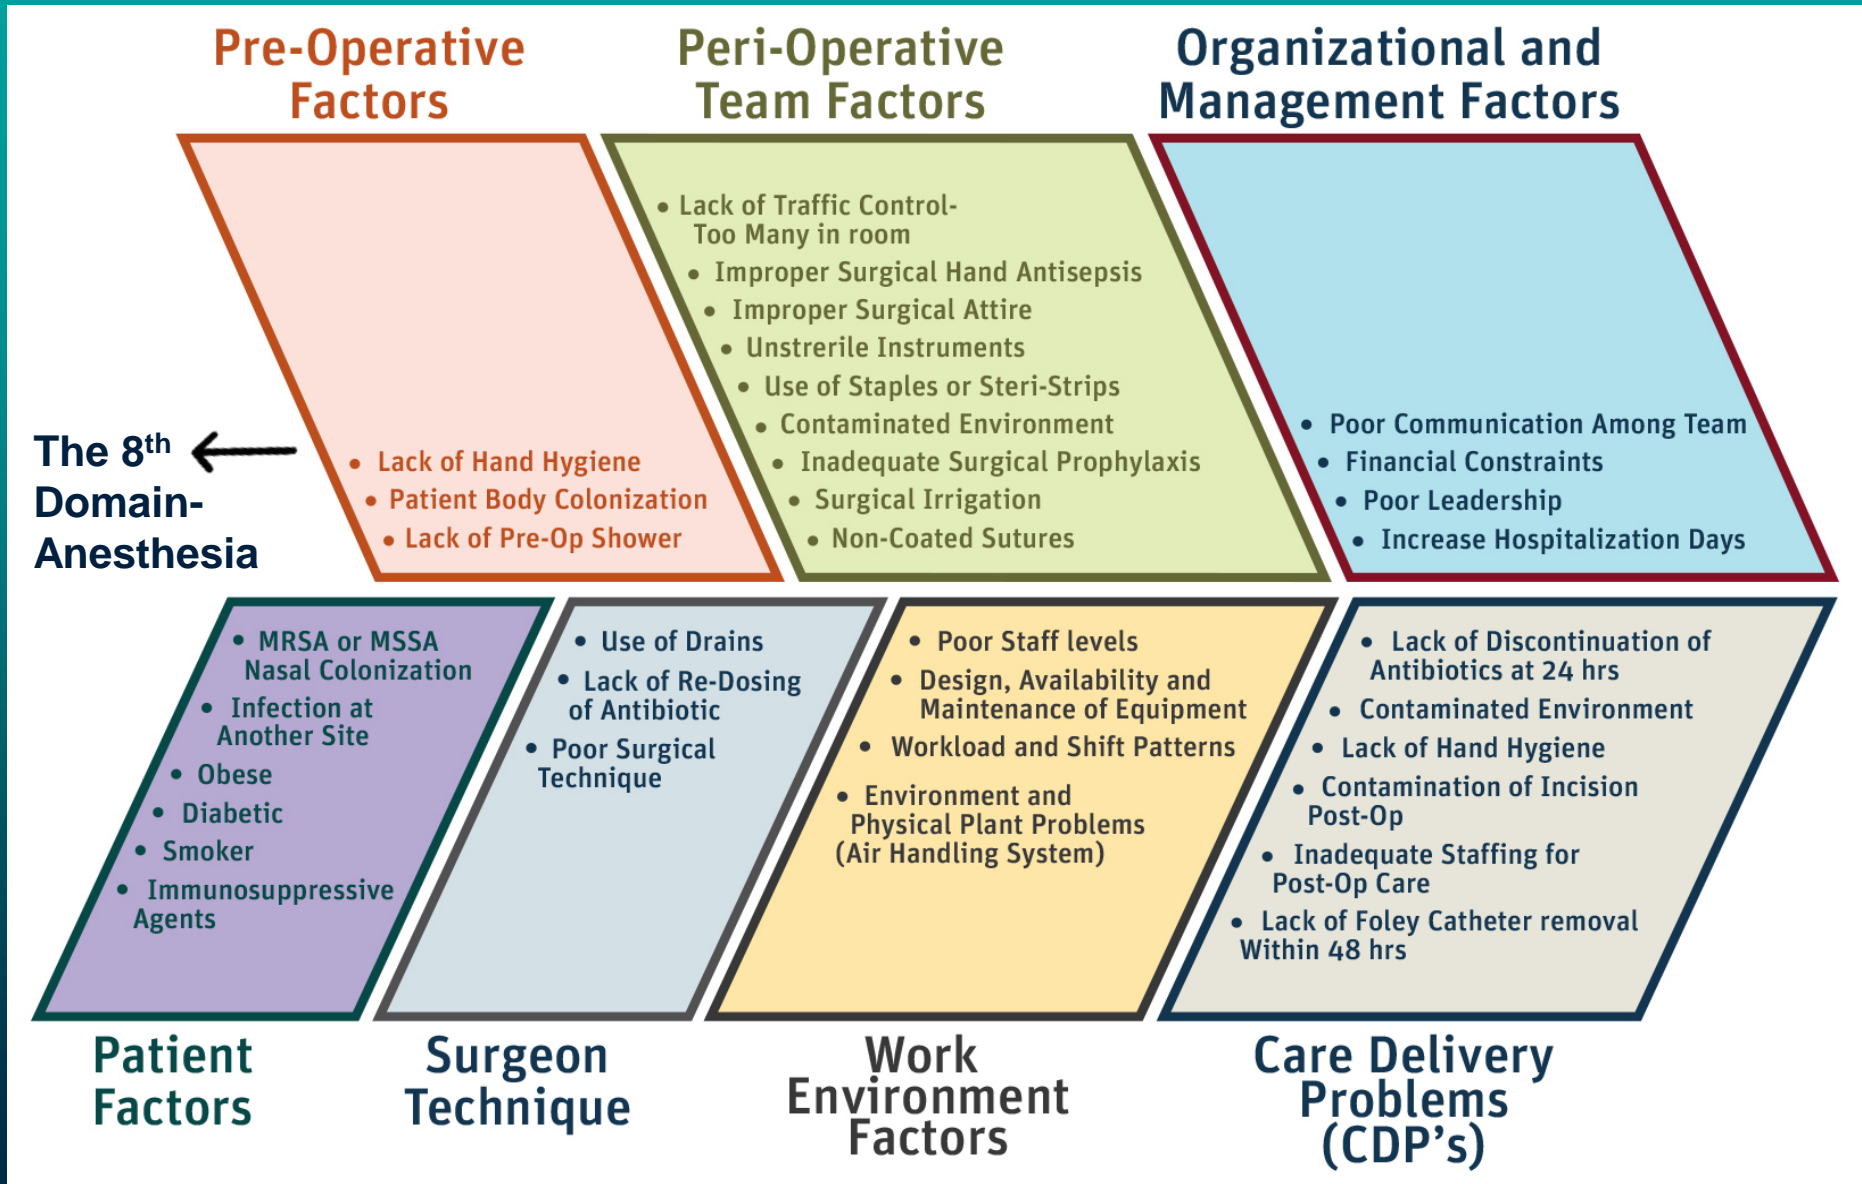 Pre-Operative
Factors
Peri-Operative
Team Factors
Organizational and
Management Factors
The 8th
Domain-
Anesthesia
• Lack of Hand Hygiene
• Patient Body Colonization
• Lack of Pre-Op Shower
• Lack of Traffic Control-
Too Many in room
• Improper Surgical Hand Antisepsis
• Improper Surgical Attire
• Unstrerile Instruments
• Use of Staples or Steri-Strips
• Contaminated Environment
• Inadequate Surgical Prophylaxis
• Surgical Irrigation
• Non-Coated Sutures
• Poor Communication Among Team
• Financial Constraints
• Poor Leadership
• Increase Hospitalization Days
• MRSA or MSSA
Nasal Colonization
• Infection at
Another Site
• Obese
• Diabetic
• Smoker
• Immunosuppressive
Agents
• Use of Drains
• Lack of Re-Dosing
of Antibiotic
• Poor Surgical
Technique
• Poor Staff levels
• Design, Availability and
Maintenance of Equipment
• Workload and Shift Patterns
• Environment and
Physical Plant Problems
(Air Handling System)
• Lack of Discontinuation of
Antibiotics at 24 hrs
• Contaminated Environment
• Lack of Hand Hygiene
• Contamination of Incision
Post-Op
• Inadequate Staffing for
Post-Op Care
• Lack of Foley Catheter removal
Within 48 hrs
Patient
Factors
Surgeon
Technique
Work
Environment
Factors
Care Delivery
Problems
(CDP's)